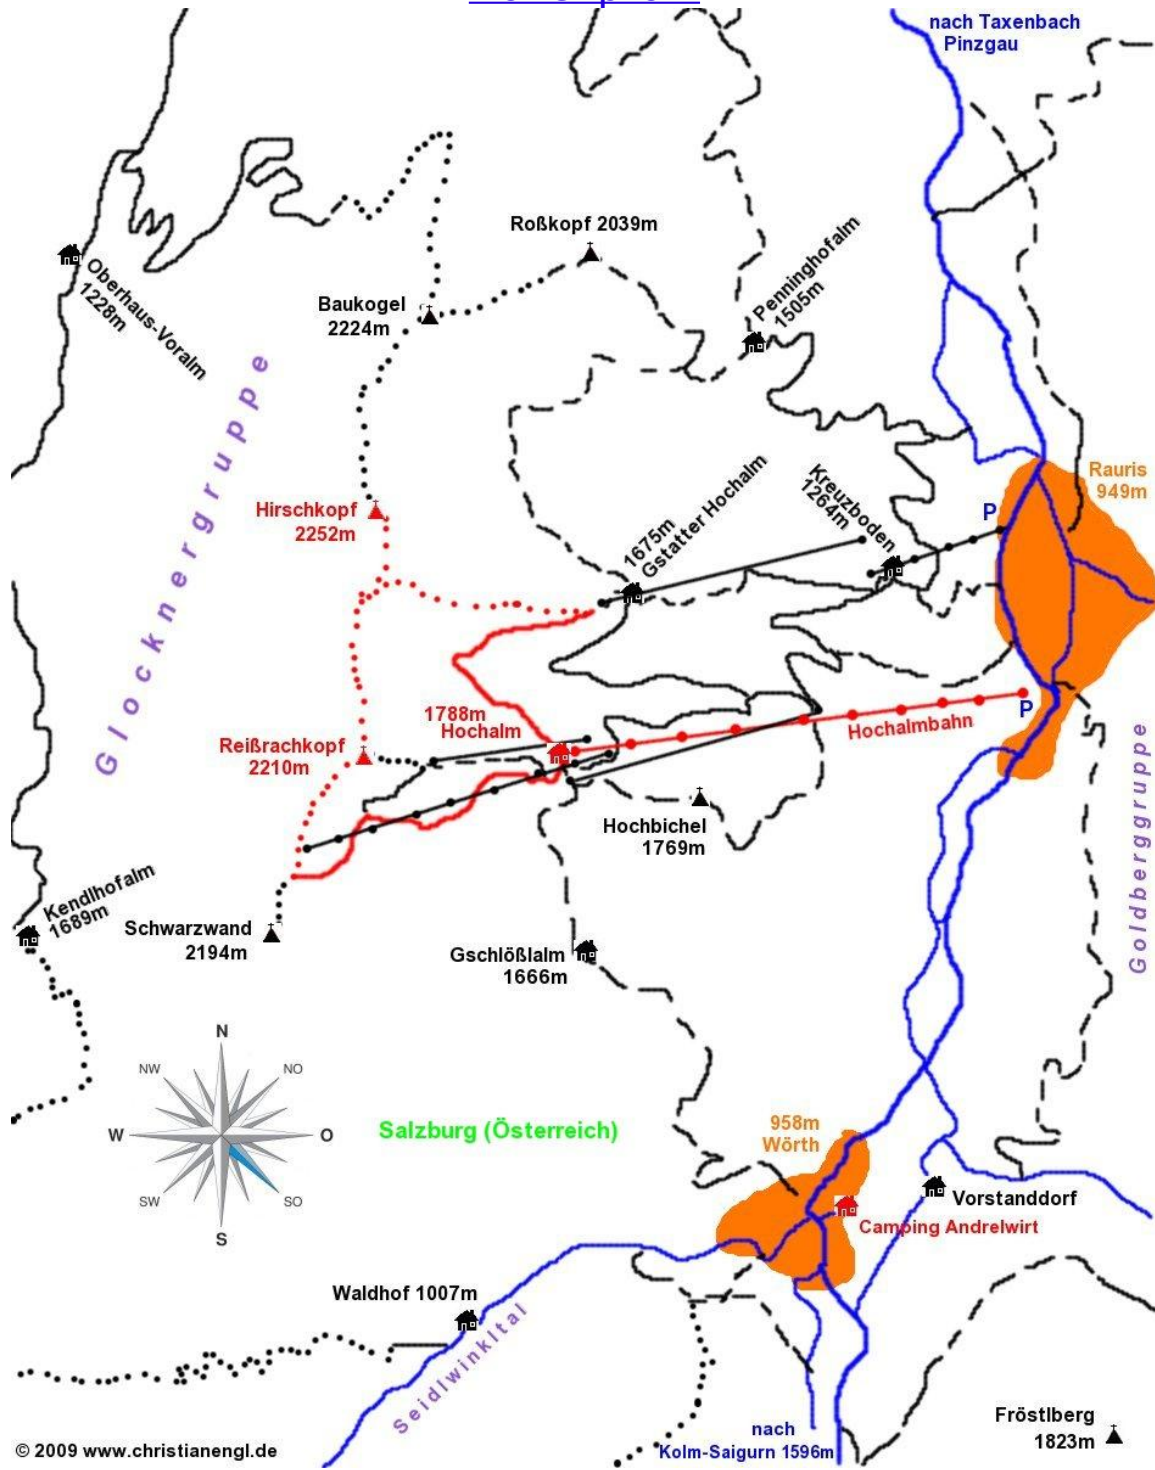 nach Taxenbach
Pinzgau
Roßkopf 2039m
Penninghofalm
1505m
Oberhaus-Voralm
1228m
Baukogel
2224m
Glocknergruppe
Rauris
949m
Kreuzboden
1264m
1675m
Gstatter Hochalm
P
Hirschkopf
2252m
1788m
Hochalm
P
Hochalmbahn
Reißrachkopf
2210m
Goldberggruppe
Hochbichel
1769m
Kendlhofalm
1689m
Schwarzwand
2194m
Gschlößlalm
1666m
N
NW
NO
W
O
SW
SO
S
Salzburg (Österreich)
958m
Wörth
Vorstanddorf
Camping Andrelwirt
Waldhof 1007m
Seidlwinkltal
Fröstlberg
1823m
nach
Kolm-Saigurn 1596m
© 2009 www.christianengl.de